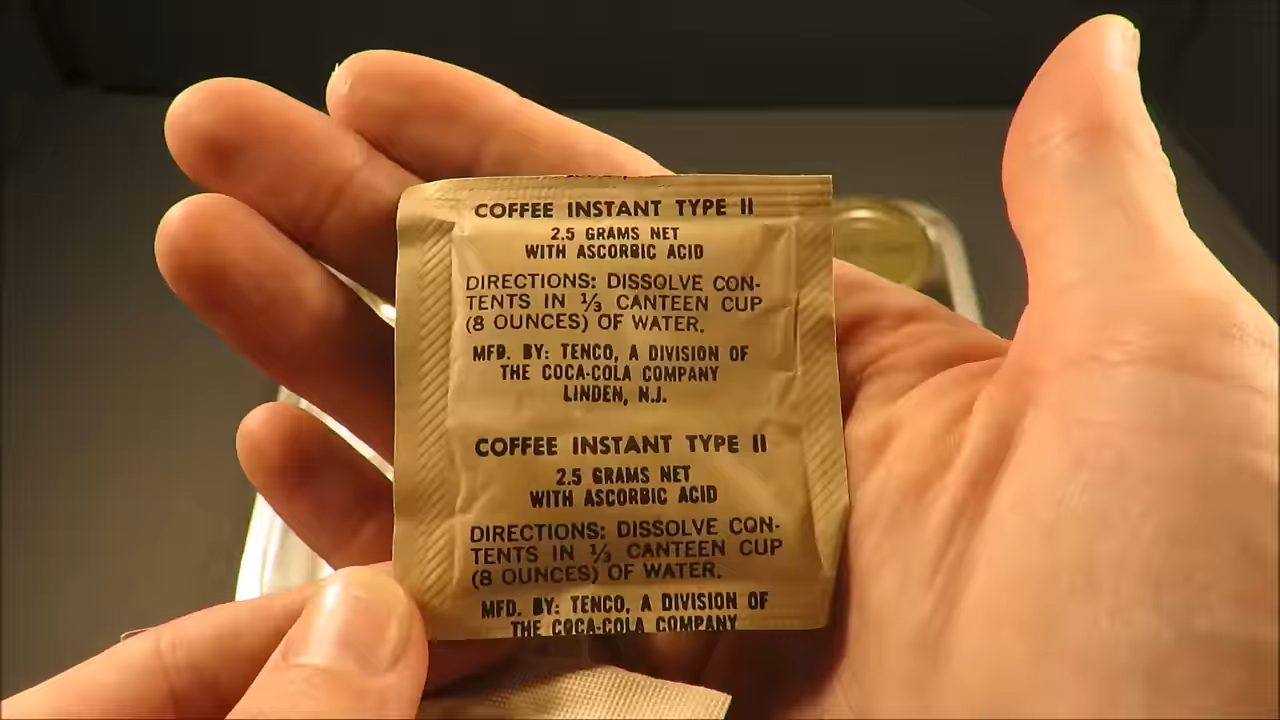 COFFEE INSTANT TYPE II
2.5 GRAMS NET
WITH ASCORBIC ACID
DIRECTIONS: DISSOLVE CON-
TENTS IN ⅓ CANTEEN CUP
(8 OUNCES) OF WATER.
MFD. BY: TENCO, A DIVISION OF
THE COCA-COLA COMPANY
LINDEN, N.J.
COFFEE INSTANT TYPE II
2.5 GRAMS NET
WITH ASCORBIC ACID
DIRECTIONS: DISSOLVE CON-
TENTS IN ⅓ CANTEEN CUP
(8 OUNCES) OF WATER.
MFD. BY: TENCO, A DIVISION OF
THE COCA-COLA COMPANY